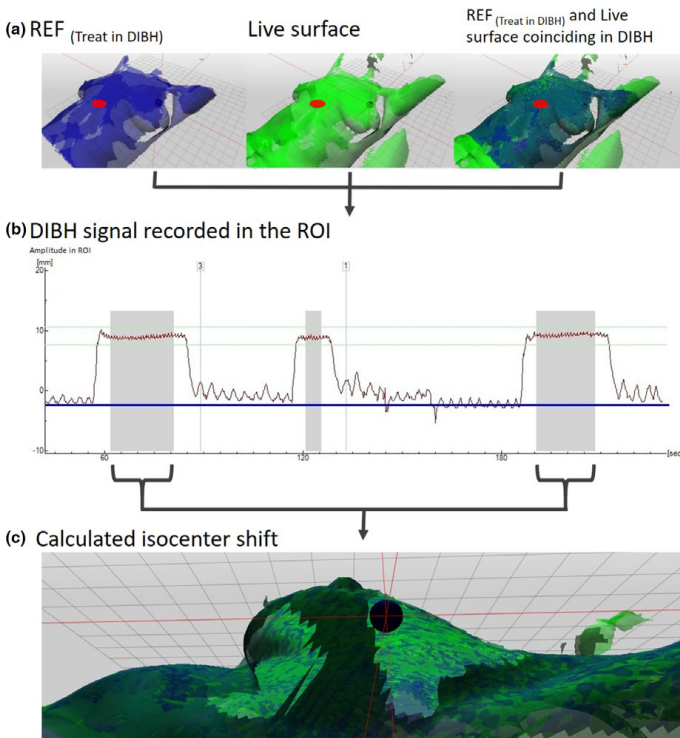 (a) REF (Treat in DIBH)
Live surface
REF (Treat in DIBH) and Live
surface coinciding in DIBH
(b) DIBH signal recorded in the ROI
Amplitude in ROI
[mm]
20
3
1
10
0
-10
60
120
180
[sec
(c) Calculated isocenter shift